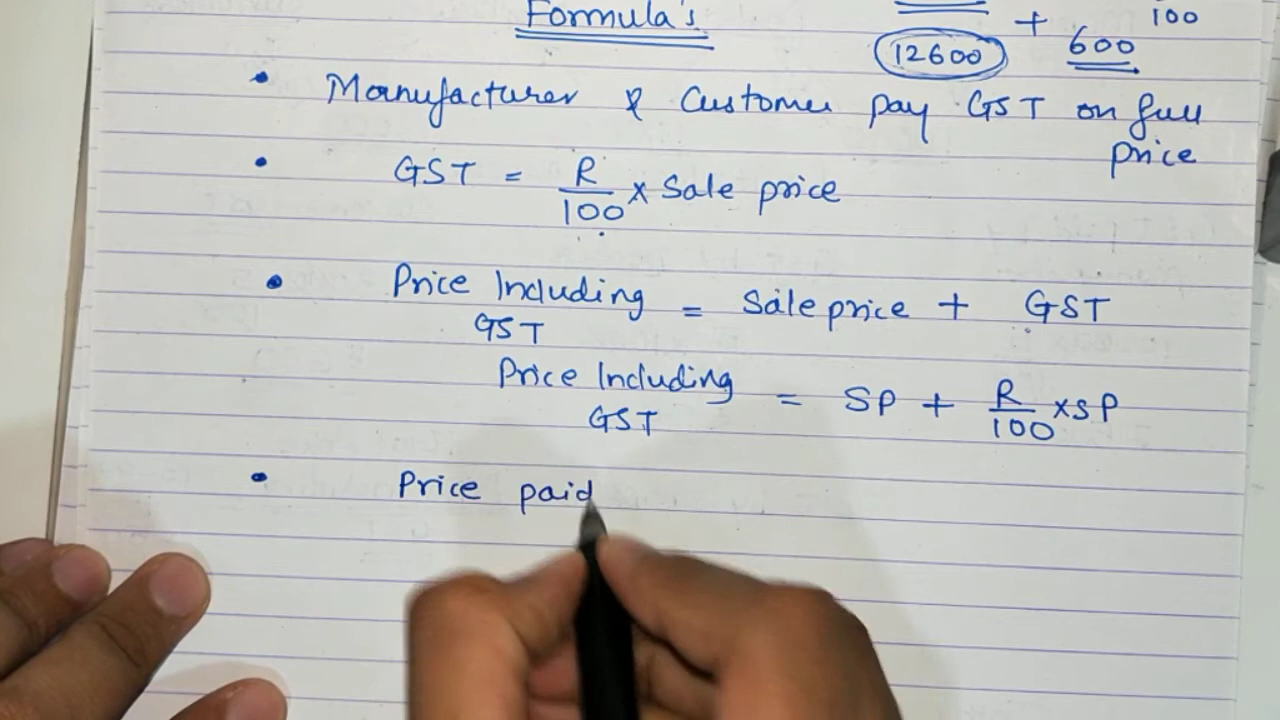 Formula's
100
12600 + 600
• Manufacturer & Customer pay GST on full
price
• GST = R/100 × Sale price
• Price Including GST = Sale price + GST
Price Including GST = SP + R/100 × SP
• Price paid